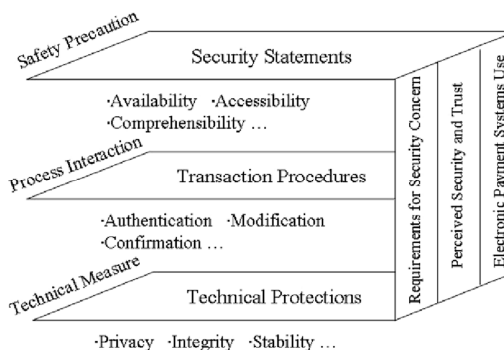 Safety Precaution
Security Statements
·Availability ·Accessibility
·Comprehensibility ...
Process Interaction
Transaction Procedures
·Authentication ·Modification
·Confirmation ...
Technical Measure
Technical Protections
·Privacy ·Integrity ·Stability ...
Requirements for Security Concern
Perceived Security and Trust
Electronic Payment Systems Use